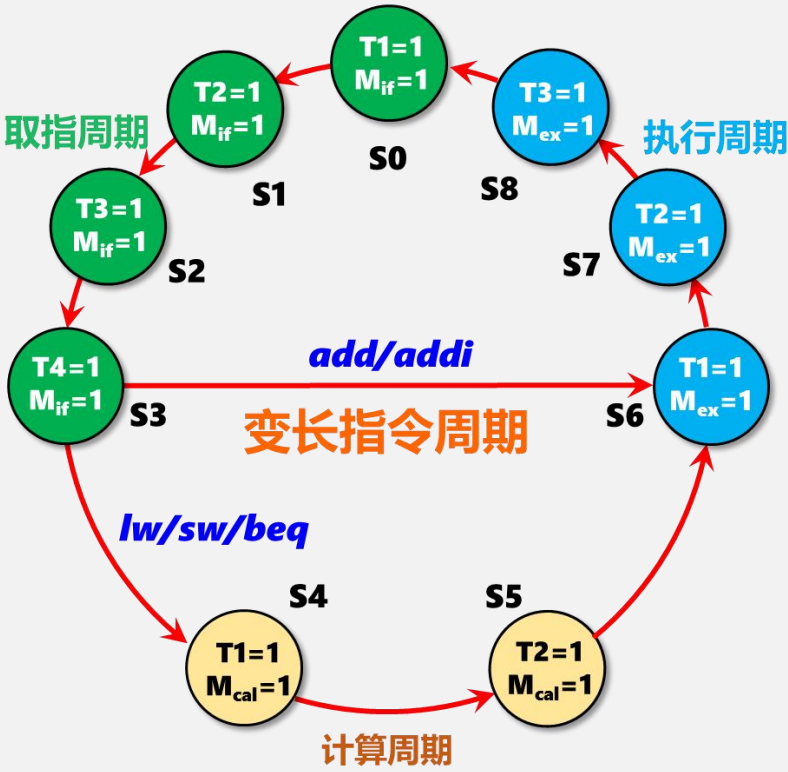 T1=1
Mif=1
S0
T2=1
Mif=1
S1
取指周期
T3=1
Mif=1
S2
T4=1
Mif=1
S3
add/addi
变长指令周期
lw/sw/beq
S4
T1=1
Mcal=1
S5
T2=1
Mcal=1
计算周期
S6
T1=1
Mex=1
S7
T2=1
Mex=1
执行周期
S8
T3=1
Mex=1